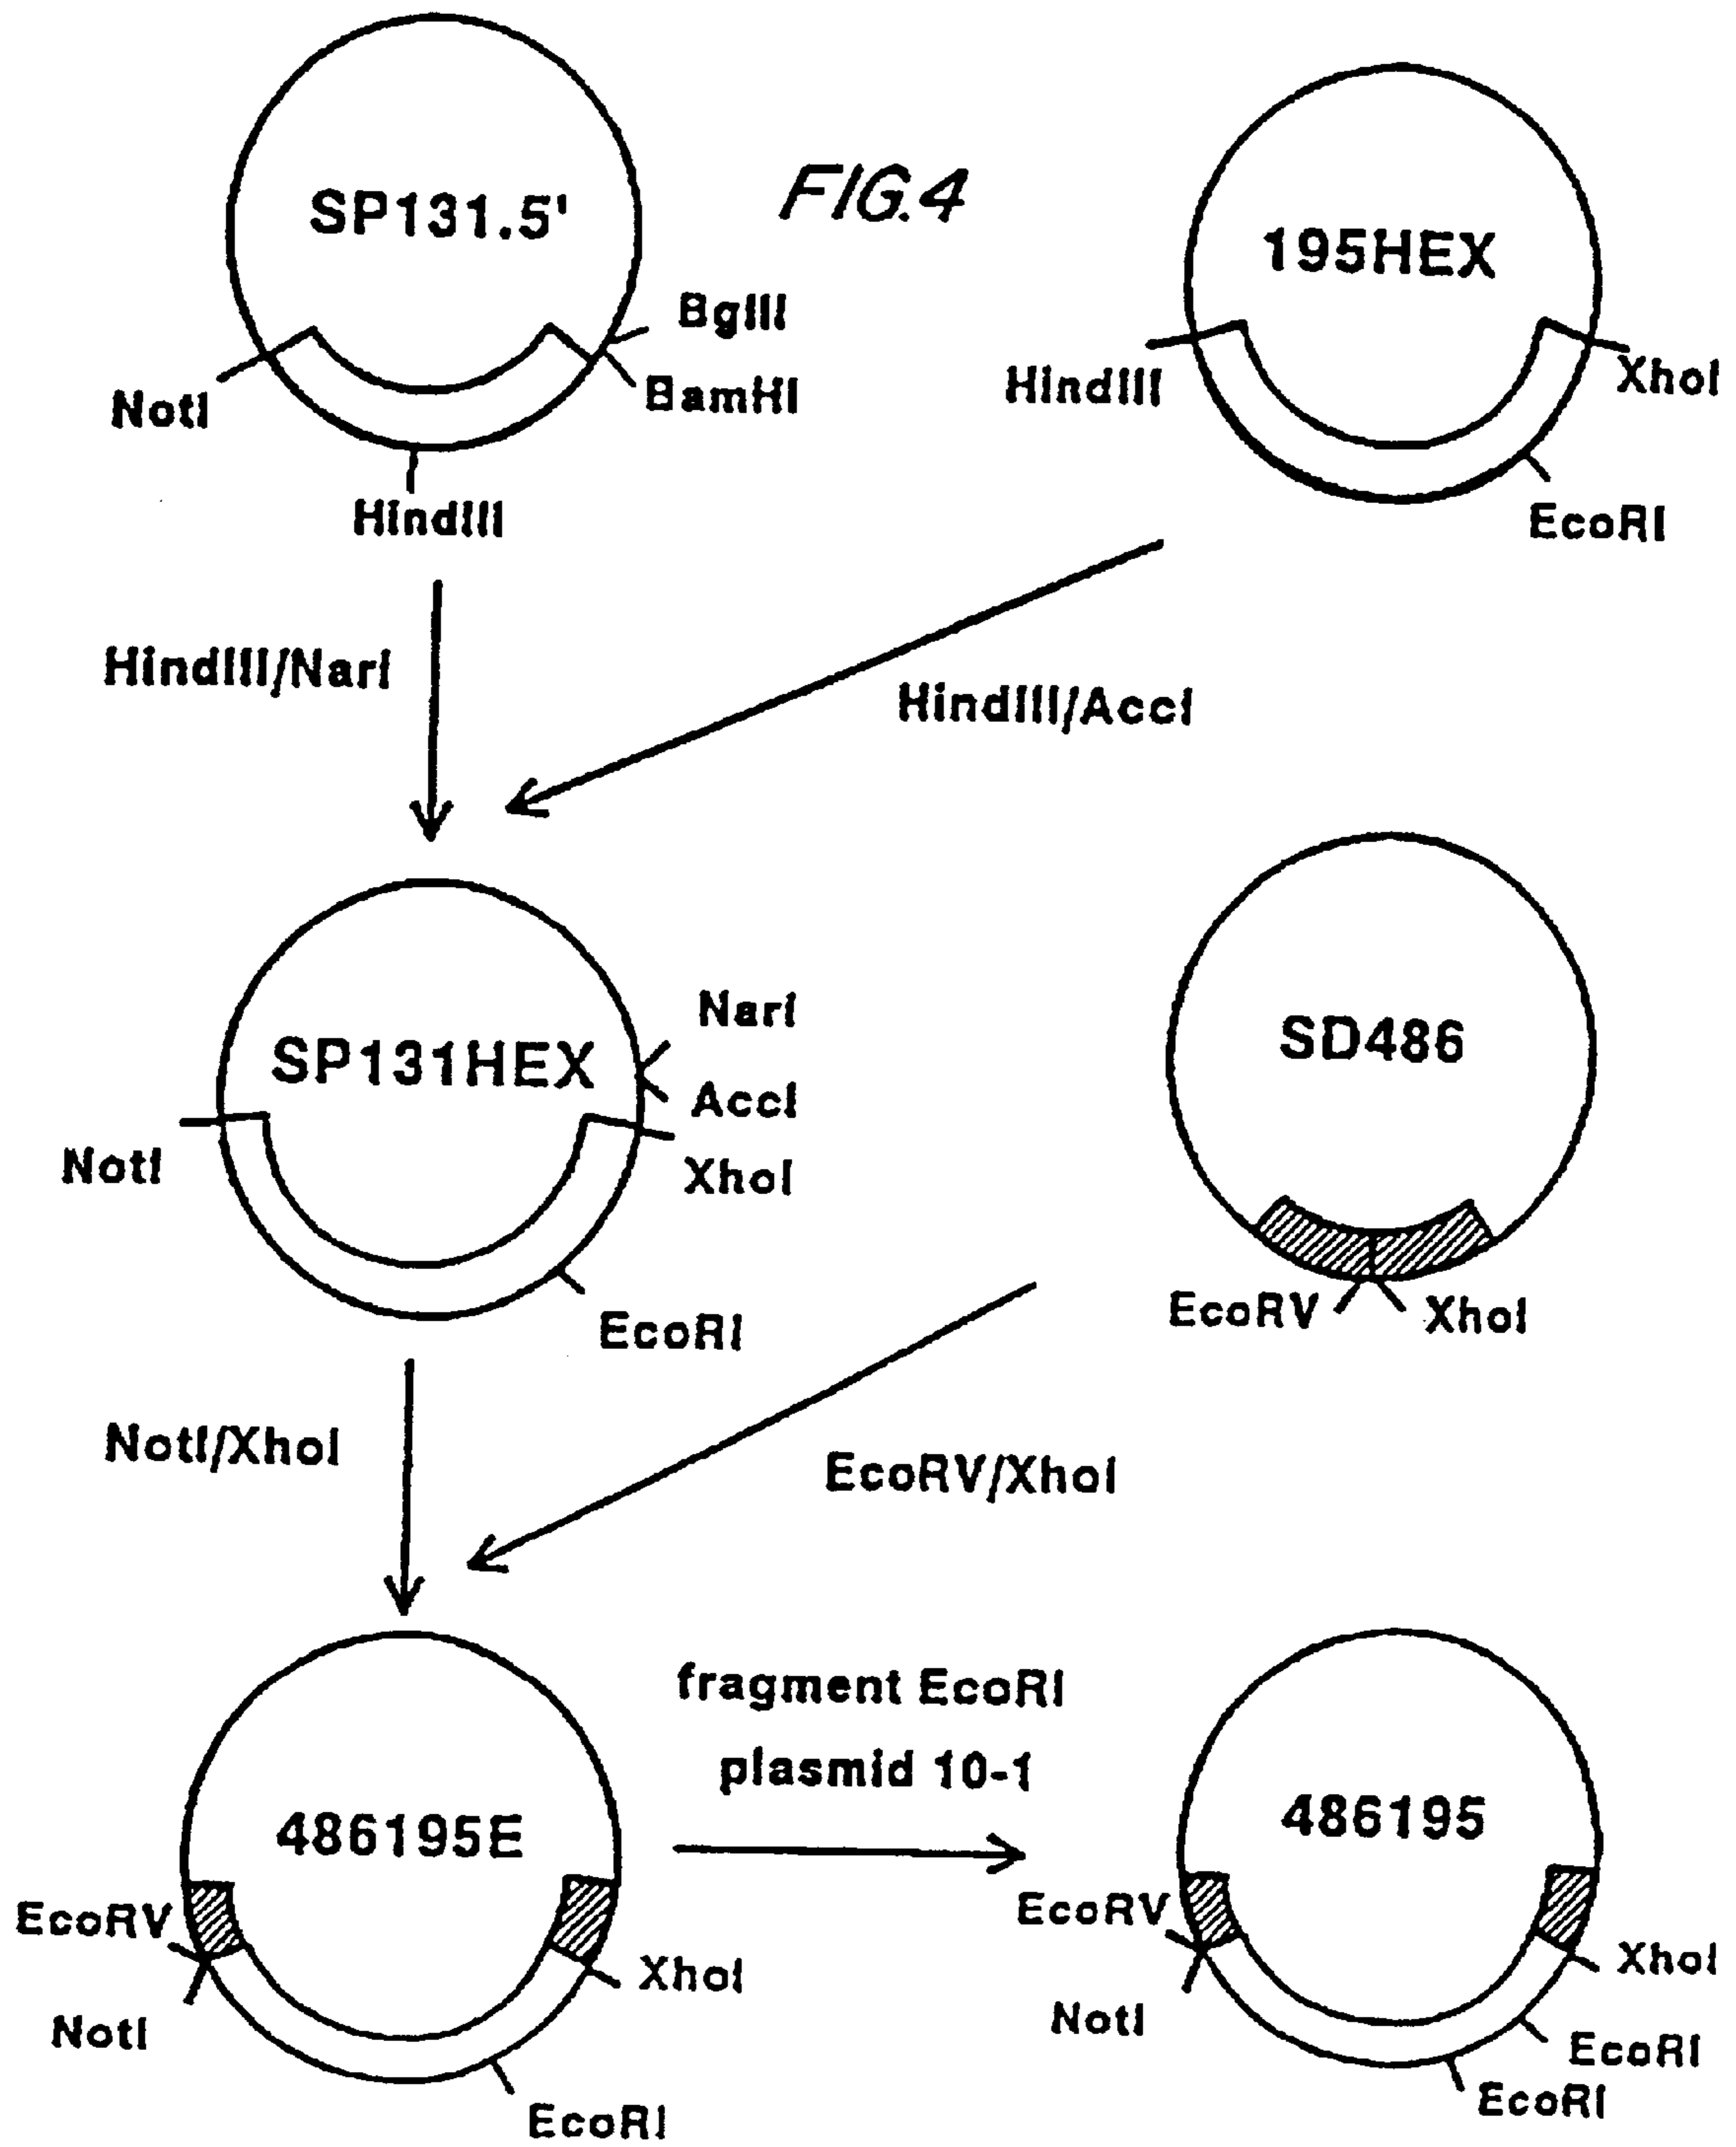 SP131.5'
FIG.4
195HEX
BglII
BamHI
NotI
HindIII
HindIII
XhoI
EcoRI
HindIII/NarI
HindIII/AccI
SP131HEX
NarI
AccI
XhoI
NotI
EcoRI
SD486
EcoRV
XhoI
NotI/XhoI
EcoRV/XhoI
486195E
EcoRV
NotI
XhoI
EcoRI
fragment EcoRI
plasmid 10-1
486195
EcoRV
NotI
XhoI
EcoRI
EcoRI